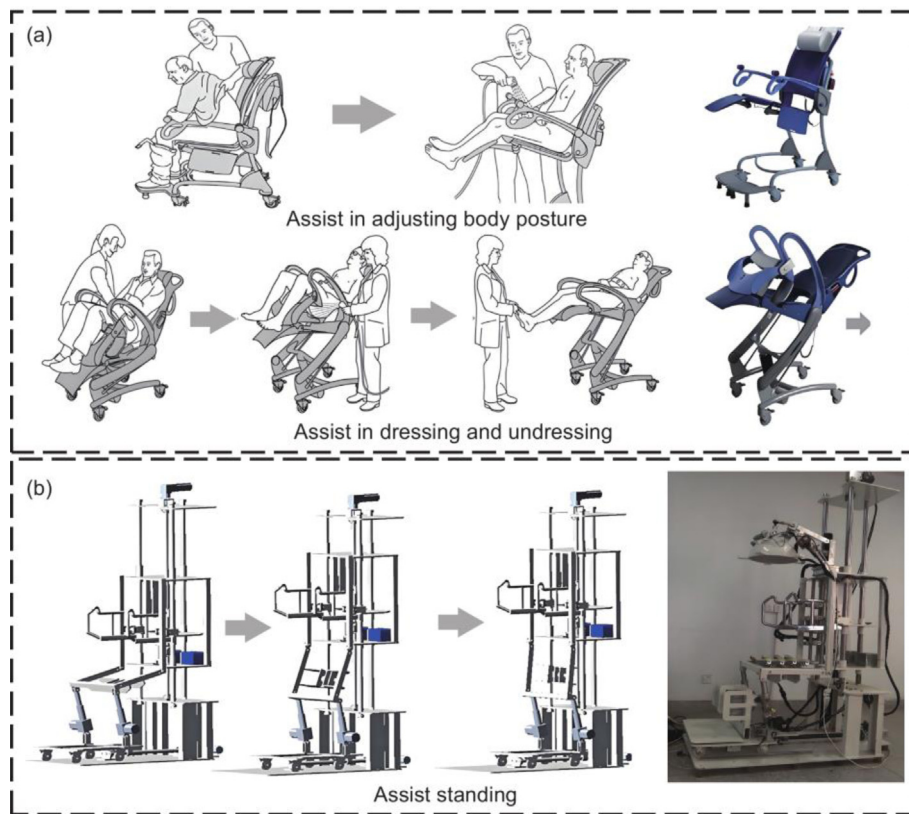 (a)
Assist in adjusting body posture
Assist in dressing and undressing
(b)
Assist standing